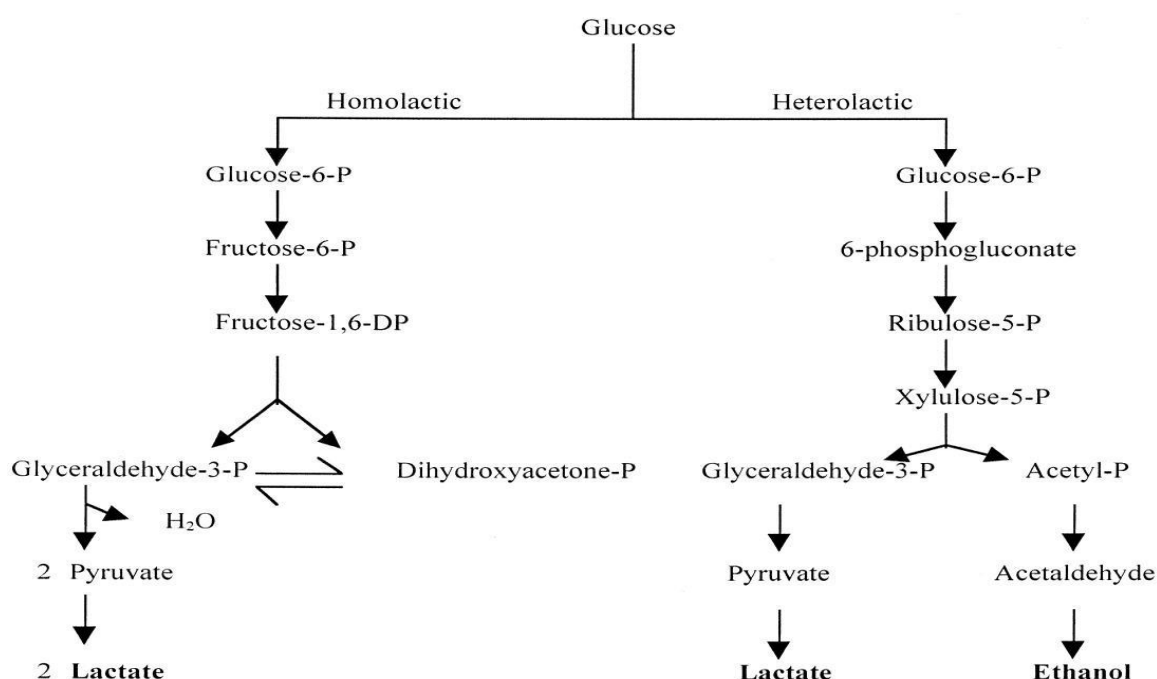 Glucose
Homolactic
Heterolactic
Glucose-6-P
Glucose-6-P
Fructose-6-P
6-phosphogluconate
Fructose-1,6-DP
Ribulose-5-P
Xylulose-5-P
Glyceraldehyde-3-P
Dihydroxyacetone-P
Glyceraldehyde-3-P
Acetyl-P
H₂O
2 Pyruvate
Pyruvate
Acetaldehyde
2 Lactate
Lactate
Ethanol